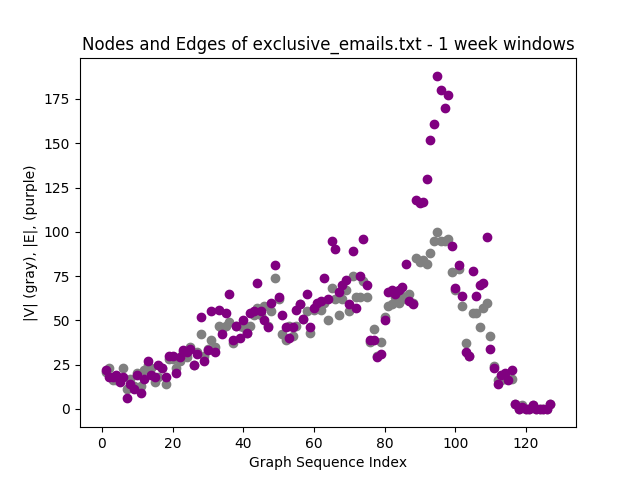 Nodes and Edges of exclusive_emails.txt - 1 week windows
|V| (gray), |E|, (purple)
175
150
125
100
75
50
25
0
0 20 40 60 80 100 120
Graph Sequence Index